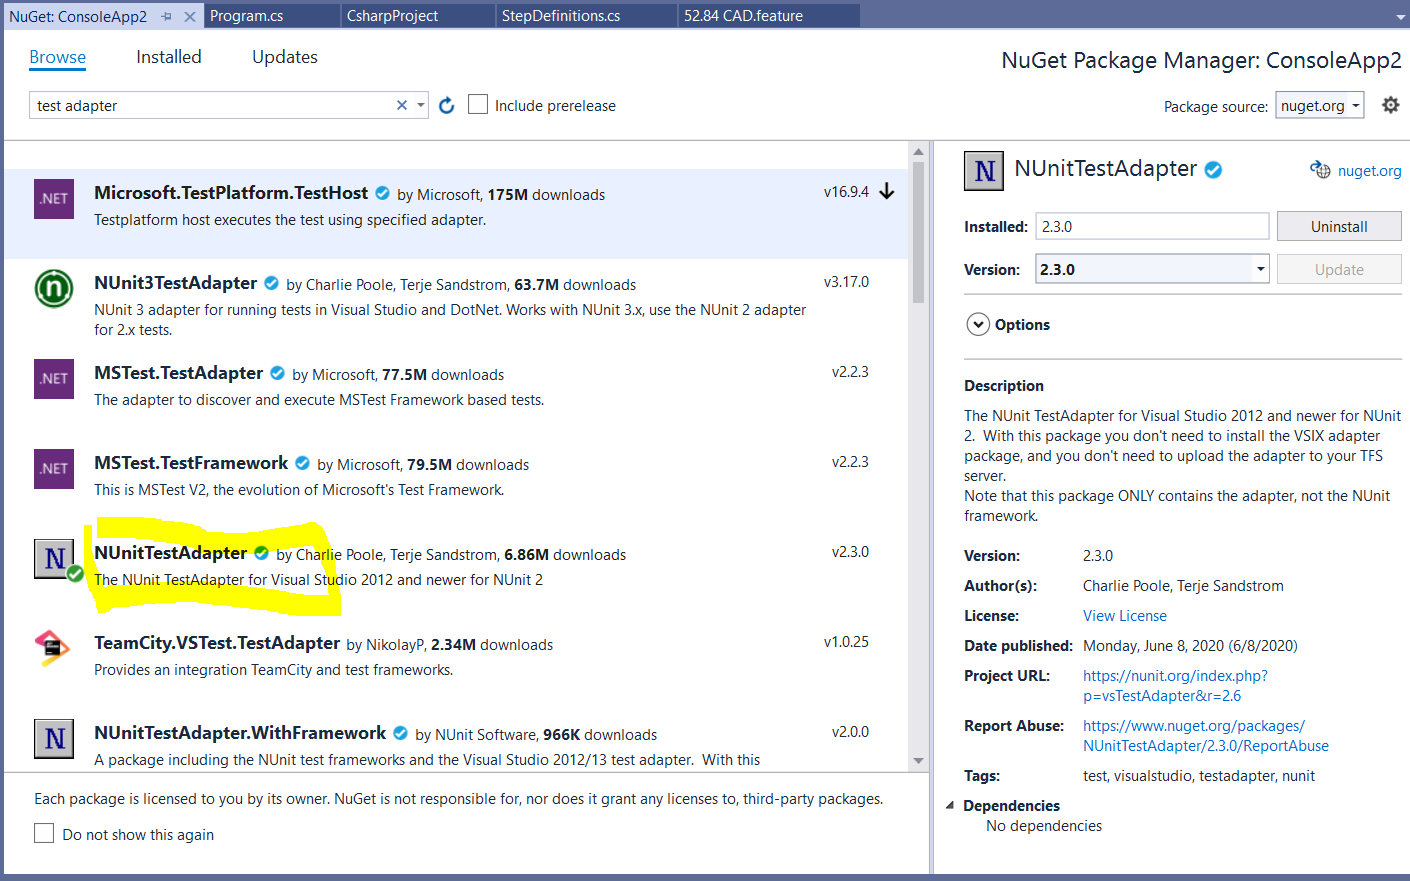 NuGet: ConsoleApp2
Program.cs
CsharpProject
StepDefinitions.cs
52.84 CAD.feature
Browse
Installed
Updates
NuGet Package Manager: ConsoleApp2
test adapter
Include prerelease
Package source: nuget.org
.NET
Microsoft.TestPlatform.TestHost by Microsoft, 175M downloads
v16.9.4
Testplatform host executes the test using specified adapter.
n
NUnit3TestAdapter by Charlie Poole, Terje Sandstrom, 63.7M downloads
v3.17.0
NUnit 3 adapter for running tests in Visual Studio and DotNet. Works with NUnit 3.x, use the NUnit 2 adapter
for 2.x tests.
.NET
MSTest.TestAdapter by Microsoft, 77.5M downloads
v2.2.3
The adapter to discover and execute MSTest Framework based tests.
.NET
MSTest.TestFramework by Microsoft, 79.5M downloads
v2.2.3
This is MSTest V2, the evolution of Microsoft's Test Framework.
N
NUnitTestAdapter by Charlie Poole, Terje Sandstrom, 6.86M downloads
v2.3.0
The NUnit TestAdapter for Visual Studio 2012 and newer for NUnit 2
TeamCity.VSTest.TestAdapter by NikolayP, 2.34M downloads
v1.0.25
Provides an integration TeamCity and test frameworks.
N
NUnitTestAdapter.WithFramework by NUnit Software, 966K downloads
v2.0.0
A package including the NUnit test frameworks and the Visual Studio 2012/13 test adapter. With this
Each package is licensed to you by its owner. NuGet is not responsible for, nor does it grant any licenses to, third-party packages.
Do not show this again
N
NUnitTestAdapter
nuget.org
Installed: 2.3.0
Uninstall
Version: 2.3.0
Update
Options
Description
The NUnit TestAdapter for Visual Studio 2012 and newer for NUnit
2. With this package you don't need to install the VSIX adapter
package, and you don't need to upload the adapter to your TFS
server.
Note that this package ONLY contains the adapter, not the NUnit
framework.
Version: 2.3.0
Author(s): Charlie Poole, Terje Sandstrom
License: View License
Date published: Monday, June 8, 2020 (6/8/2020)
Project URL: https://nunit.org/index.php?
p=vsTestAdapter&r=2.6
Report Abuse: https://www.nuget.org/packages/
NUnitTestAdapter/2.3.0/ReportAbuse
Tags: test, visualstudio, testadapter, nunit
Dependencies
No dependencies